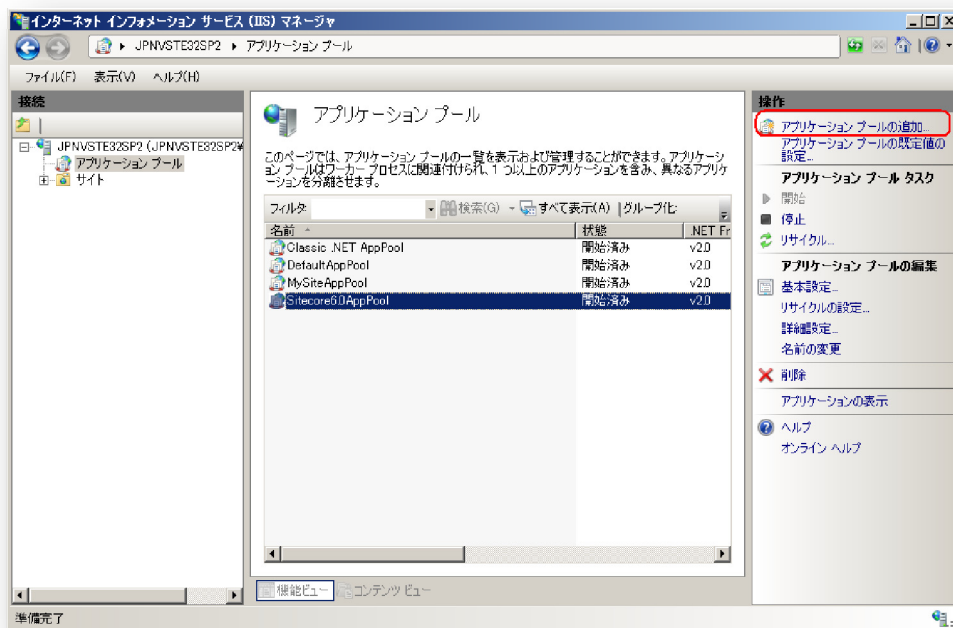 インターネット インフォメーション サービス (IIS) マネージャ
JPNVSTE32SP2 アプリケーション プール
ファイル(F) 表示(V) ヘルプ(H)
接続
JPNVSTE32SP2 (JPNVSTE32SP2¥
アプリケーション プール
サイト
アプリケーション プール
このページでは、アプリケーション プールの一覧を表示および管理することができます。アプリケーシ
ョン プールはワーカー プロセスに関連付けられ、1 つ以上のアプリケーションを含み、異なるアプリケ
ーションを分離させます。
フィルタ: 検索(G) すべて表示(A) グループ化:
名前 状態 .NET Fr
Classic .NET AppPool 開始済み v2.0
DefaultAppPool 開始済み v2.0
MySiteAppPool 開始済み v2.0
Sitecore6.0AppPool 開始済み v2.0
機能ビュー コンテンツ ビュー
操作
アプリケーション プールの追加...
アプリケーション プールの既定値の
設定...
アプリケーション プール タスク
開始
停止
リサイクル...
アプリケーション プールの編集
基本設定...
リサイクルの設定...
詳細設定...
名前の変更
削除
アプリケーションの表示
ヘルプ
オンライン ヘルプ
準備完了